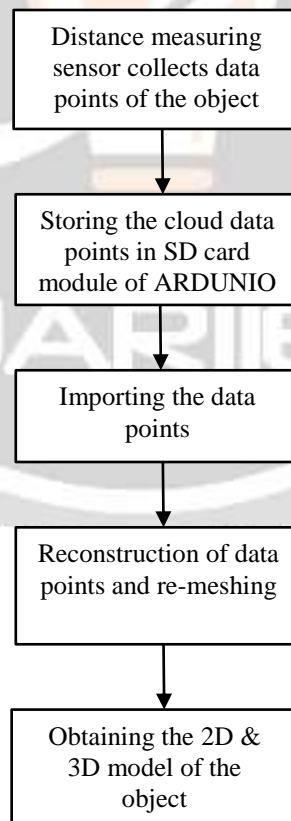 Distance measuring
sensor collects data
points of the object
Storing the cloud data
points in SD card
module of ARDUNIO
Importing the data
points
Reconstruction of data
points and re-meshing
Obtaining the 2D &
3D model of the
object